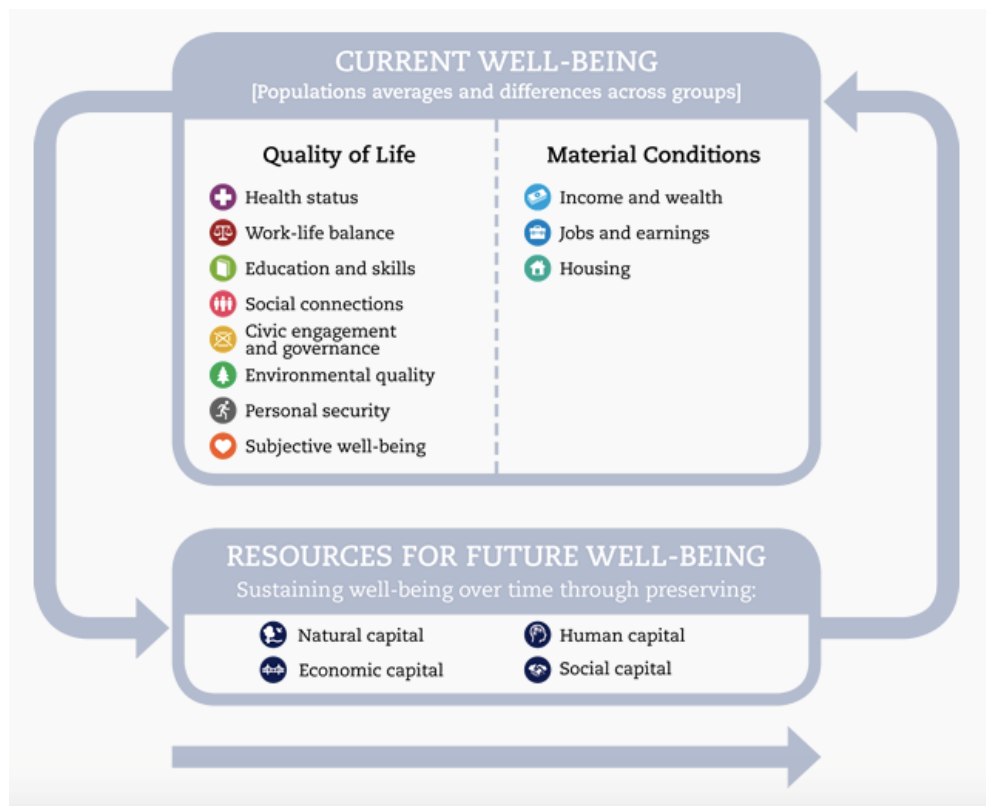 CURRENT WELL-BEING
[Populations averages and differences across groups]
Quality of Life
Health status
Work-life balance
Education and skills
Social connections
Civic engagement
and governance
Environmental quality
Personal security
Subjective well-being
Material Conditions
Income and wealth
Jobs and earnings
Housing
RESOURCES FOR FUTURE WELL-BEING
Sustaining well-being over time through preserving:
Natural capital
Economic capital
Human capital
Social capital